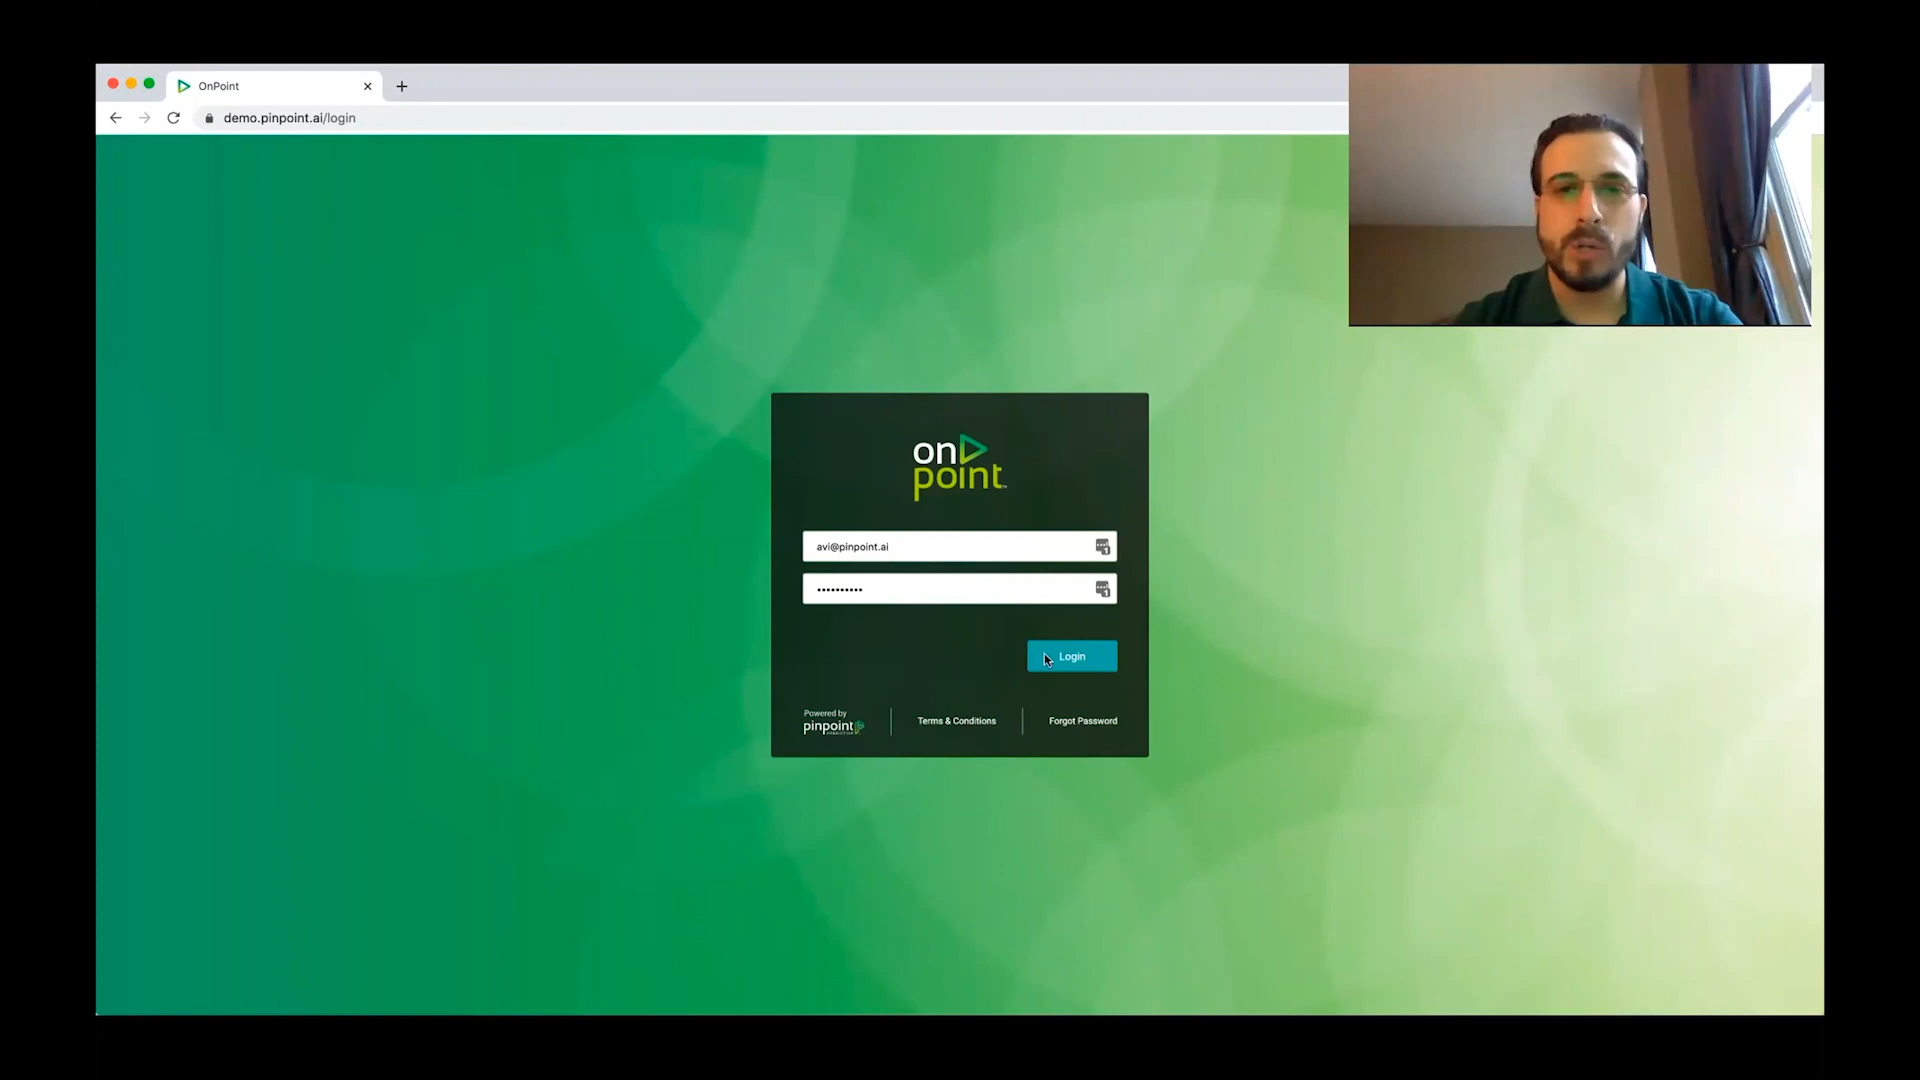 OnPoint
demo.pinpoint.ai/login
on
point
avi@pinpoint.ai
Login
Powered by
pinpoint
Terms & Conditions
Forgot Password